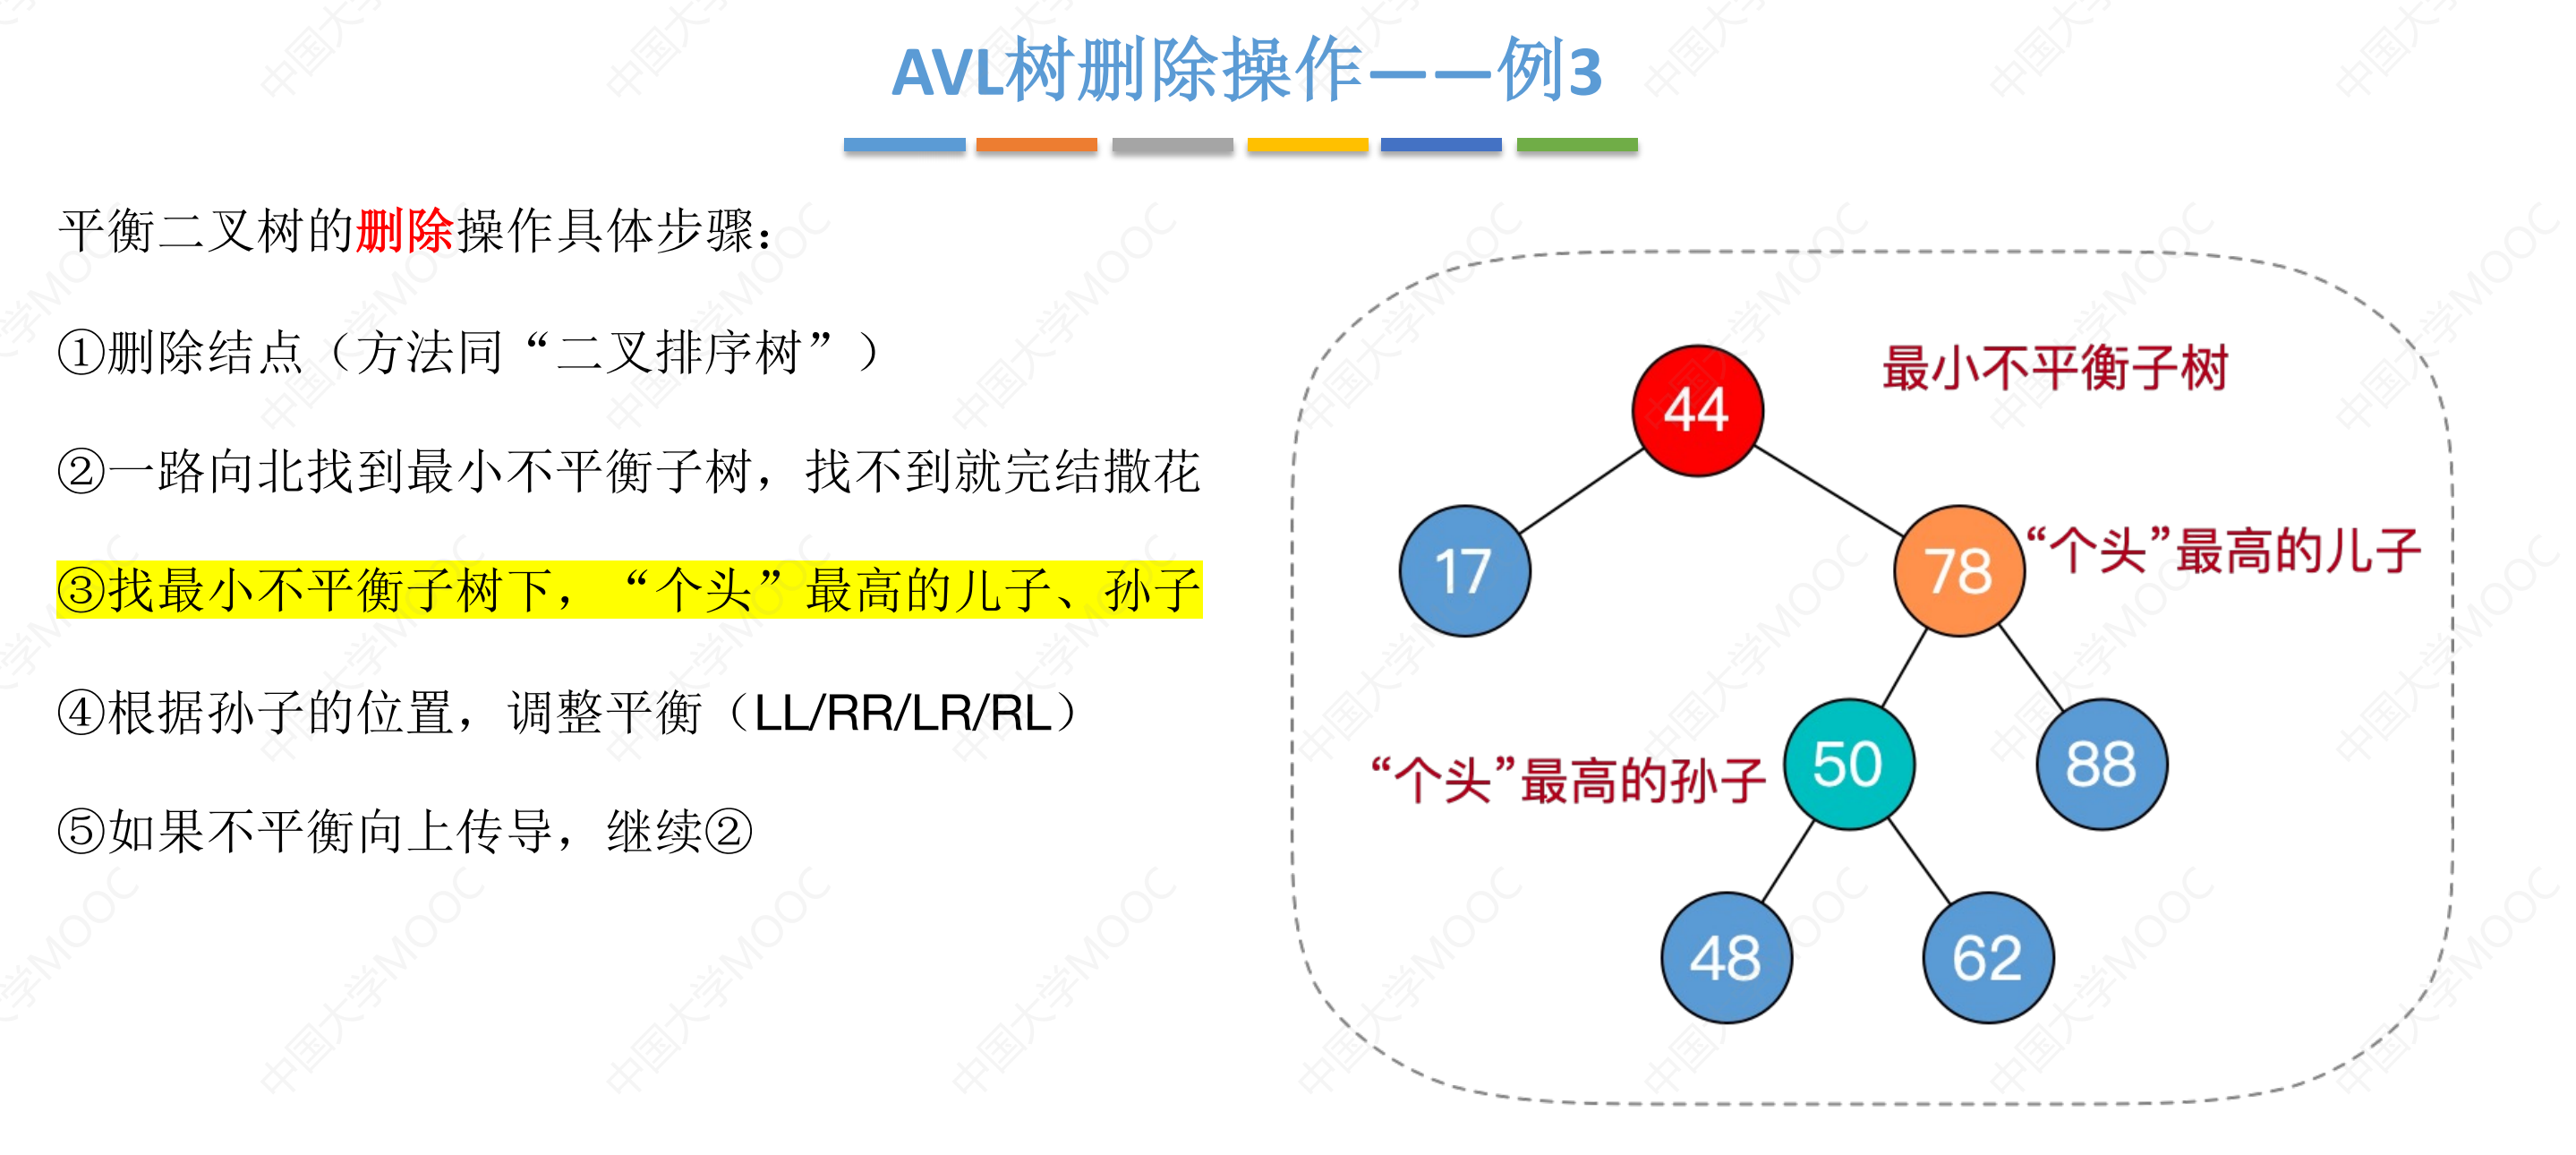 AVL树删除操作——例3
平衡二叉树的删除操作具体步骤：
①删除结点（方法同“二叉排序树”）
②一路向北找到最小不平衡子树，找不到就完结撒花
③找最小不平衡子树下，“个头”最高的儿子、孙子
④根据孙子的位置，调整平衡（LL/RR/LR/RL）
⑤如果不平衡向上传导，继续②
最小不平衡子树
44
17
78
“个头”最高的儿子
“个头”最高的孙子
50
88
48
62
中国大学MOOC